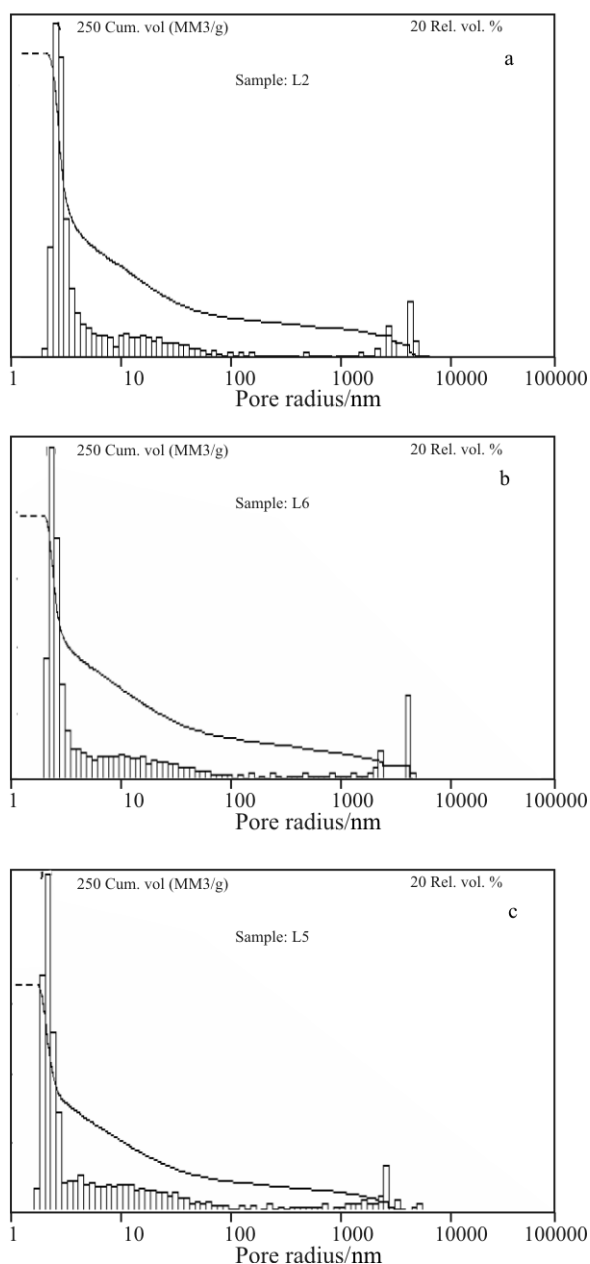 250 Cum. vol (MM3/g) 20 Rel. vol. %
a
Sample: L2
1 10 100 1000 10000 100000
Pore radius/nm
250 Cum. vol (MM3/g) 20 Rel. vol. %
b
Sample: L6
1 10 100 1000 10000 100000
Pore radius/nm
250 Cum. vol (MM3/g) 20 Rel. vol. %
c
Sample: L5
1 10 100 1000 10000 100000
Pore radius/nm